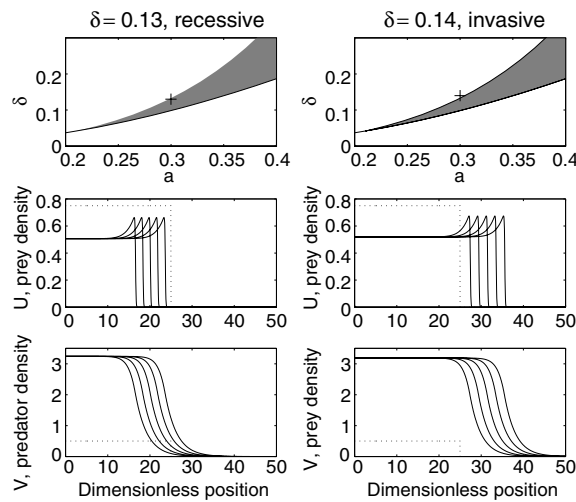 δ= 0.13, recessive
δ = 0.14, invasive
δ
0.2
0.1
0
0.2 0.25 0.3 0.35 0.4
a
δ
0.2
0.1
0
0.2 0.25 0.3 0.35 0.4
a
U, prey density
0.8
0.6
0.4
0.2
0
0 10 20 30 40 50
U, prey density
0.8
0.6
0.4
0.2
0
0 10 20 30 40 50
V, predator density
3
2
1
0
0 10 20 30 40 50
Dimensionless position
V, prey density
3
2
1
0
0 10 20 30 40 50
Dimensionless position